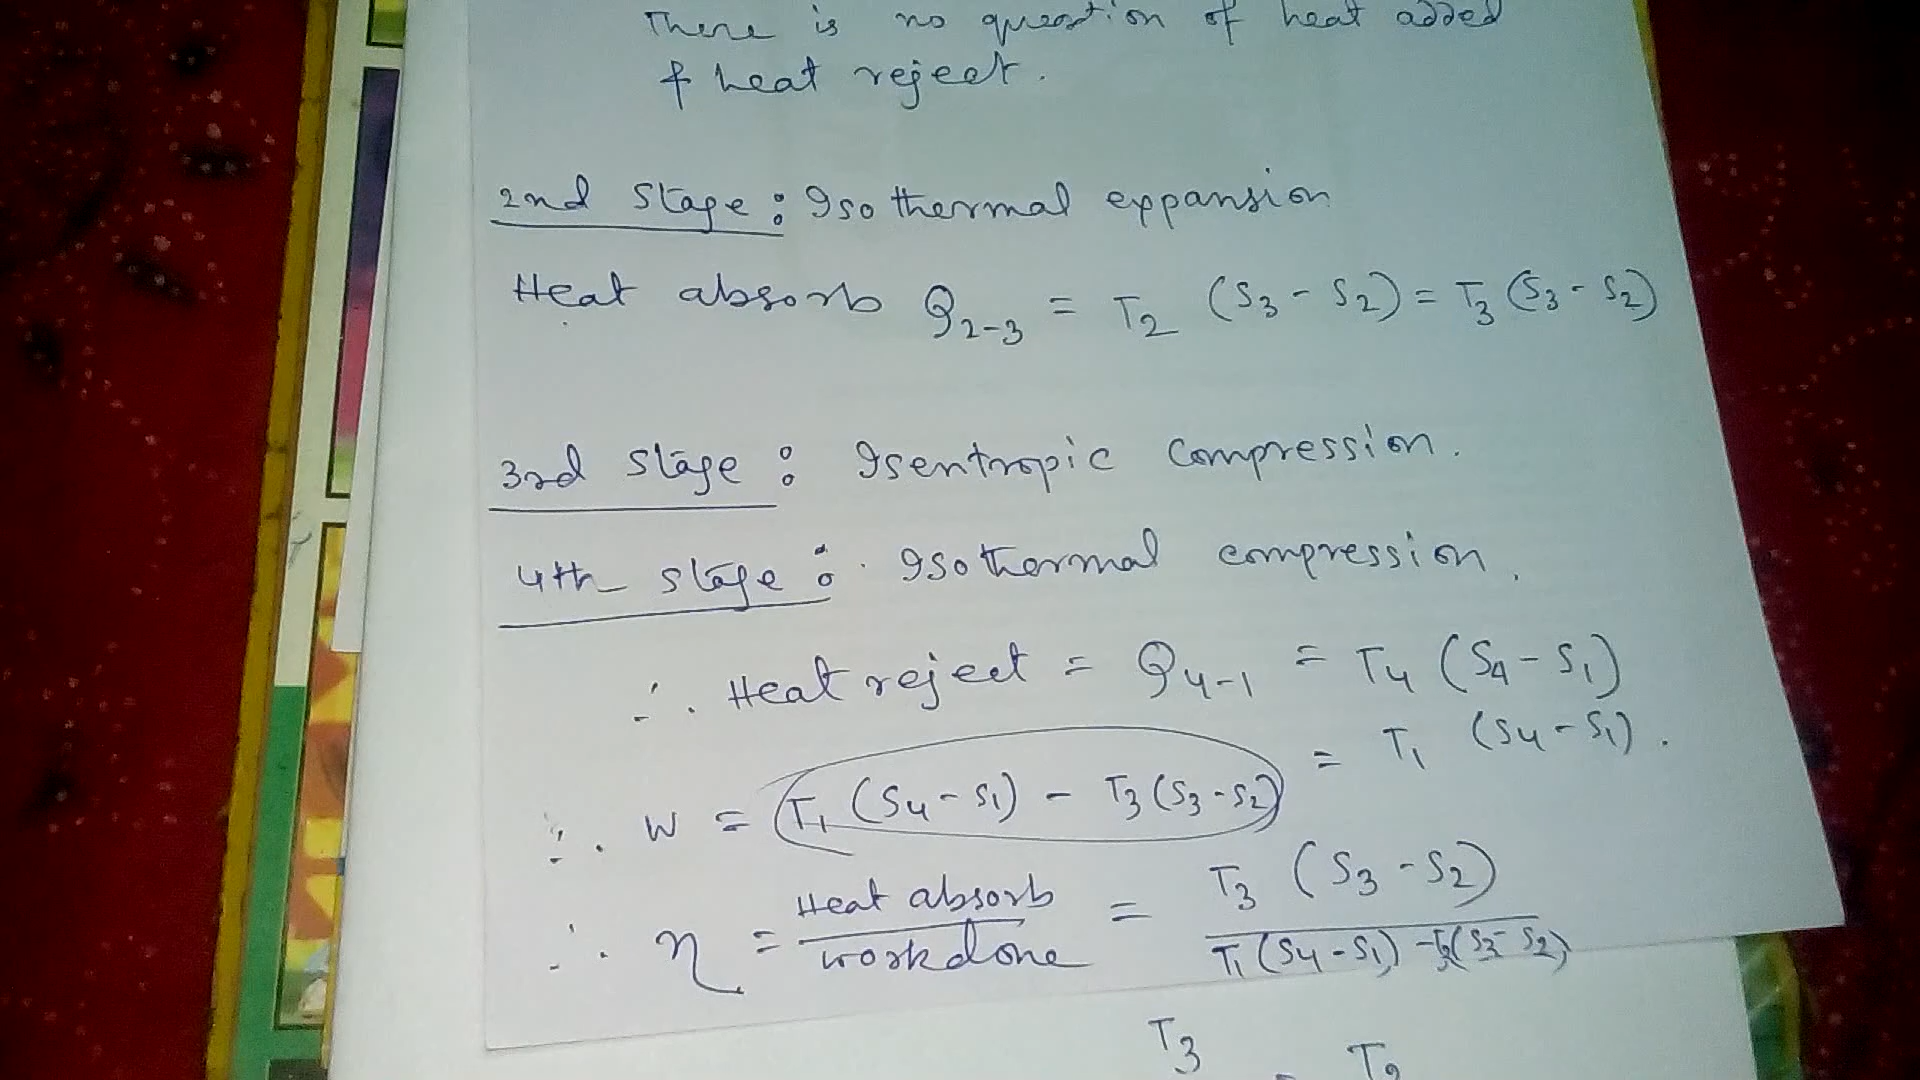 There is no question of heat added
& heat reject.
2nd stage : Isothermal expansion
Heat absorb Q₂₋₃ = T₂ (S₃ - S₂) = T₃ (S₃ - S₂)
3rd stage : Isentropic compression.
4th stage : Isothermal compression.
∴ Heat reject = Q₄₋₁ = T₄ (S₄ - S₁)
= T₁ (S₄ - S₁).
∴ W = T₁ (S₄ - S₁) - T₃ (S₃ - S₂)
∴ η = Heat absorb / workdone = T₃ (S₃ - S₂) / T₁ (S₄ - S₁) - T₃ (S₃ - S₂)
T₃ = T₂